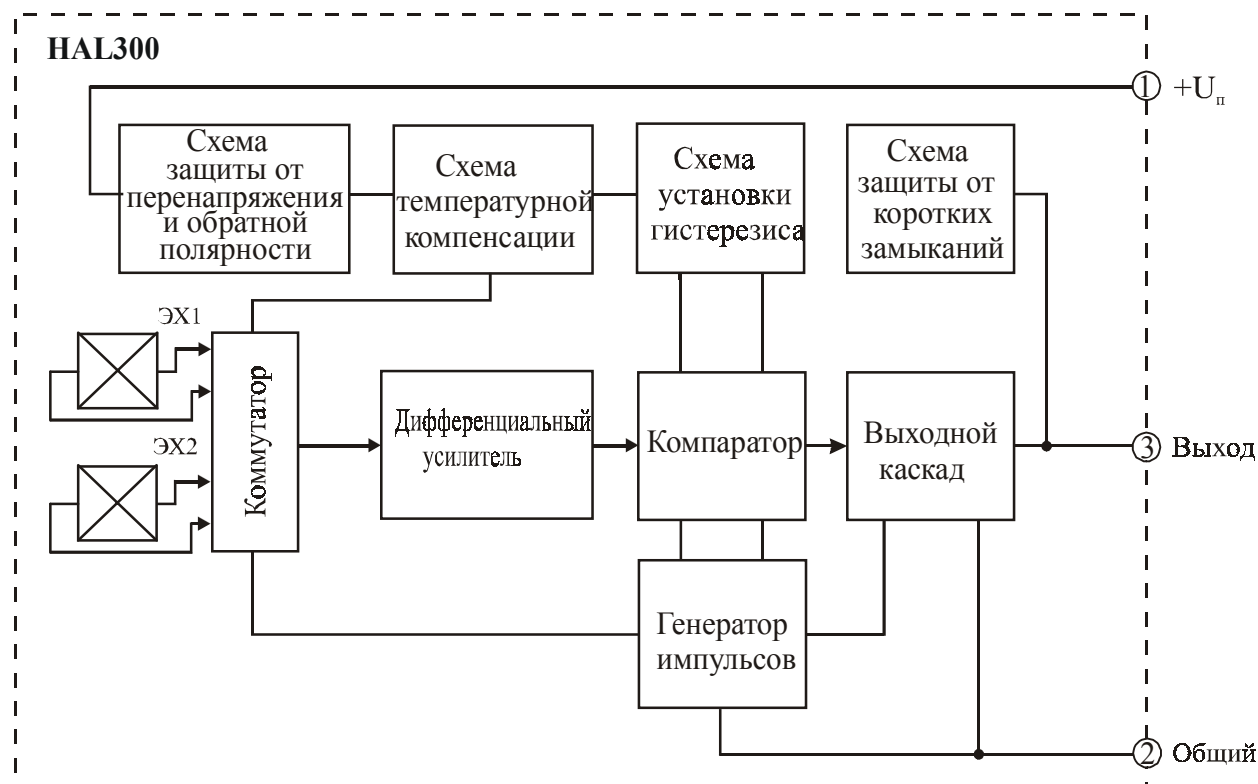 HAL300
1 +Uп
Схема
защиты от
перенапряжения
и обратной
полярности
Схема
температурной
компенсации
Схема
установки
гистерезиса
Схема
защиты от
коротких
замыканий
ЭХ1
ЭХ2
Коммутатор
Дифференциальный
усилитель
Компаратор
Выходной
каскад
3 Выход
Генератор
импульсов
2 Общий